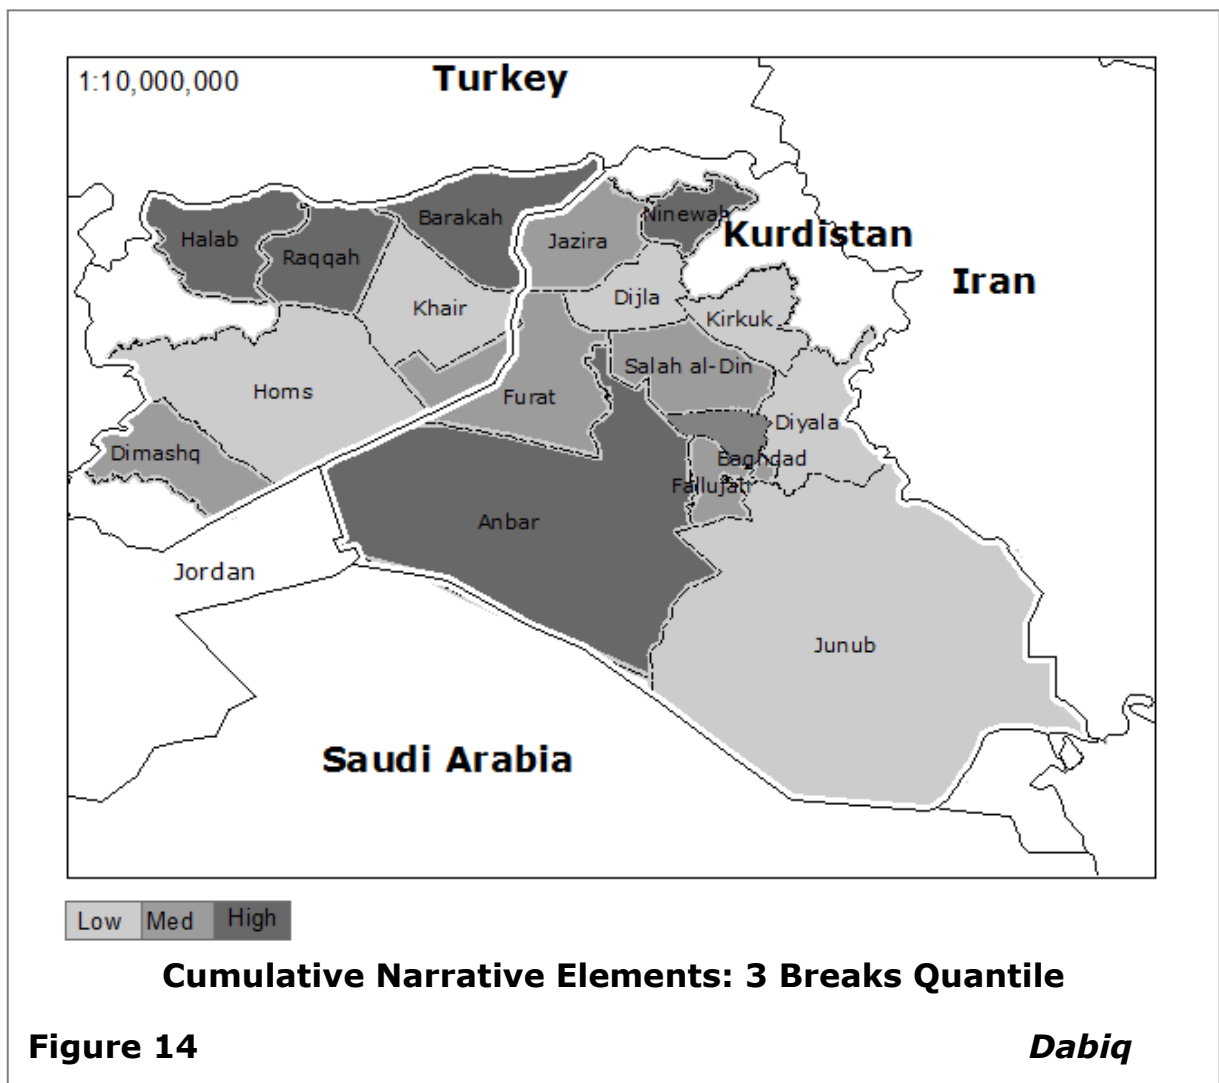 1:10,000,000
Turkey
Barakah
Ninewah
Halab
Jazira
Kurdistan
Raqqah
Iran
Khair
Dijla
Kirkuk
Salah al-Din
Homs
Furat
Diyala
Dimashq
Baghdad
Fallujah
Anbar
Jordan
Junub
Saudi Arabia
Low Med High
Cumulative Narrative Elements: 3 Breaks Quantile
Figure 14 Dabiq